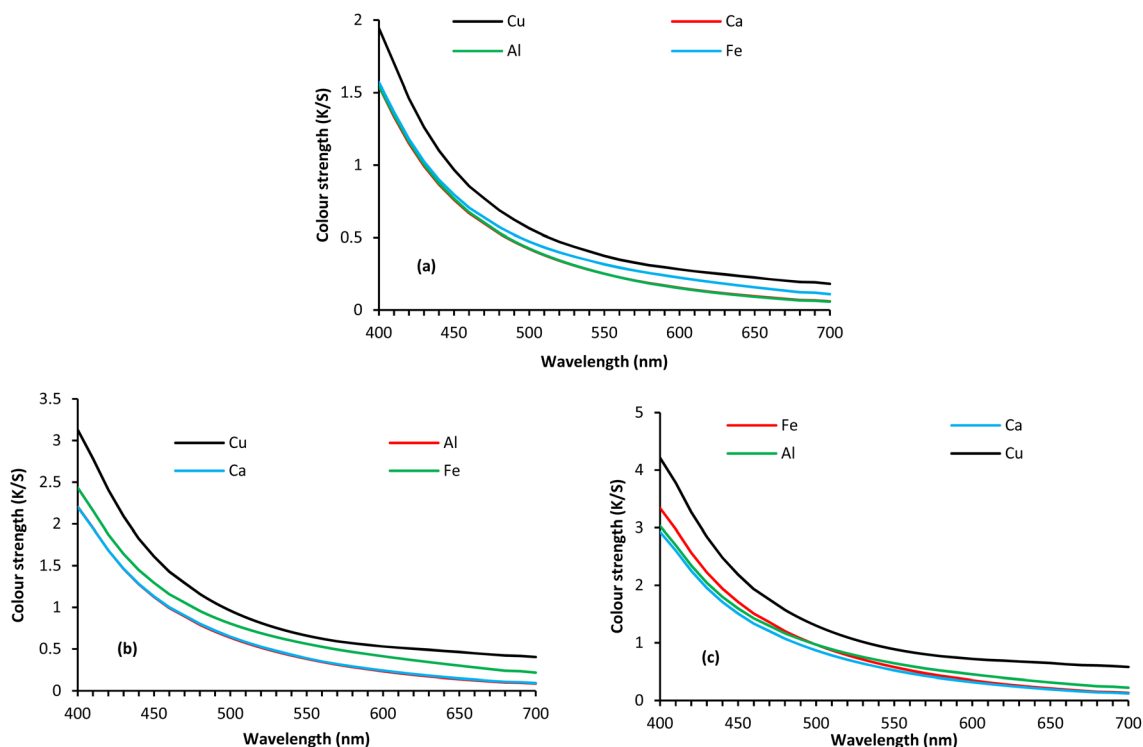 Cu
Ca
Al
Fe
2
1.5
1
0.5
0
Colour strength (K/S)
(a)
400 450 500 550 600 650 700
Wavelength (nm)
Cu
Al
Ca
Fe
3.5
3
2.5
2
1.5
1
0.5
0
Colour strength (K/S)
(b)
400 450 500 550 600 650 700
Wavelength (nm)
Fe
Ca
Al
Cu
5
4
3
2
1
0
Colour strength (K/S)
(c)
400 450 500 550 600 650 700
Wavelength (nm)